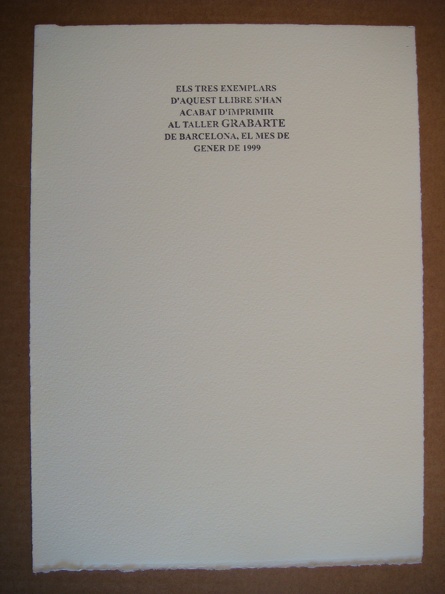 ELS TRES EXEMPLARS
D'AQUEST LLIBRE S'HAN
ACABAT D'IMPRIMIR
AL TALLER GRABARTE
DE BARCELONA, EL MES DE
GENER DE 1999